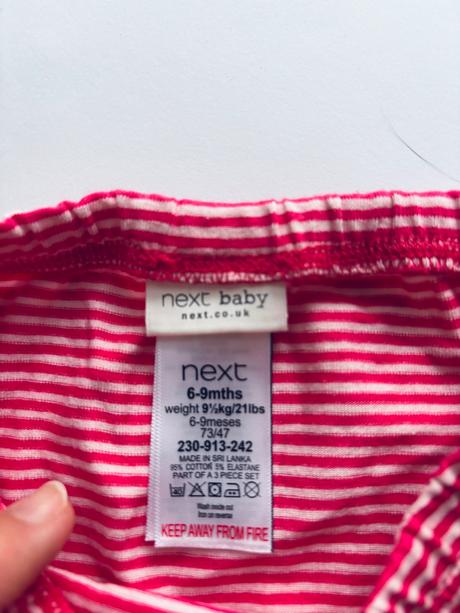 next baby
next.co.uk
next
6-9mths
weight 9½kg/21lbs
6-9meses
73/47
230-913-242
MADE IN SRI LANKA
95% COTTON 5% ELASTANE
PART OF A 3 PIECE SET
Wash inside out
Iron on reverse
KEEP AWAY FROM FIRE